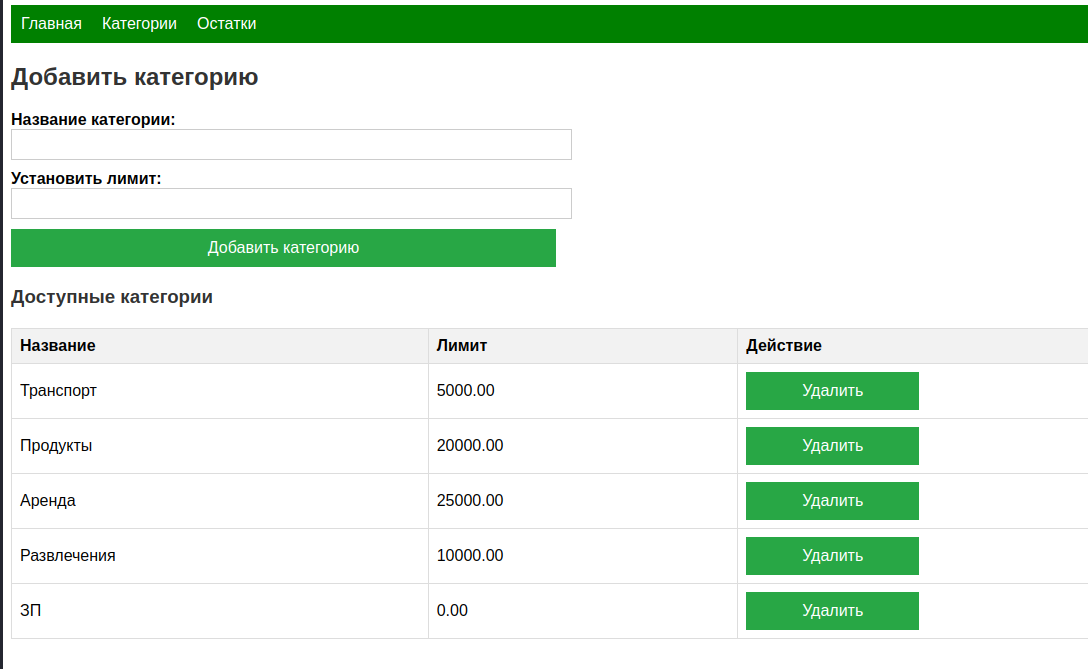 Главная Категории Остатки
Добавить категорию
Название категории:
Установить лимит:
Добавить категорию
Доступные категории
Название Лимит Действие
Транспорт 5000.00 Удалить
Продукты 20000.00 Удалить
Аренда 25000.00 Удалить
Развлечения 10000.00 Удалить
ЗП 0.00 Удалить